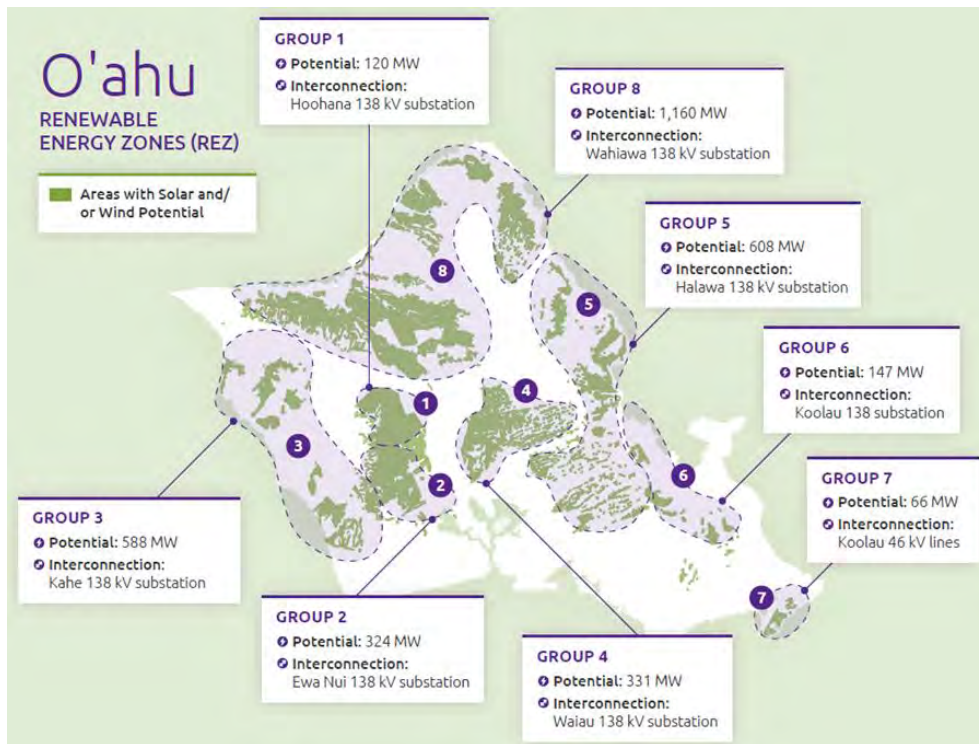 O'ahu
RENEWABLE
ENERGY ZONES (REZ)
Areas with Solar and/
or Wind Potential
GROUP 1
Potential: 120 MW
Interconnection:
Hoohana 138 kV substation
GROUP 8
Potential: 1,160 MW
Interconnection:
Wahiawa 138 kV substation
GROUP 5
Potential: 608 MW
Interconnection:
Halawa 138 kV substation
GROUP 6
Potential: 147 MW
Interconnection:
Koolau 138 substation
GROUP 7
Potential: 66 MW
Interconnection:
Koolau 46 kV lines
GROUP 3
Potential: 588 MW
Interconnection:
Kahe 138 kV substation
GROUP 2
Potential: 324 MW
Interconnection:
Ewa Nui 138 kV substation
GROUP 4
Potential: 331 MW
Interconnection:
Waiau 138 kV substation
8
5
4
1
3
2
6
7